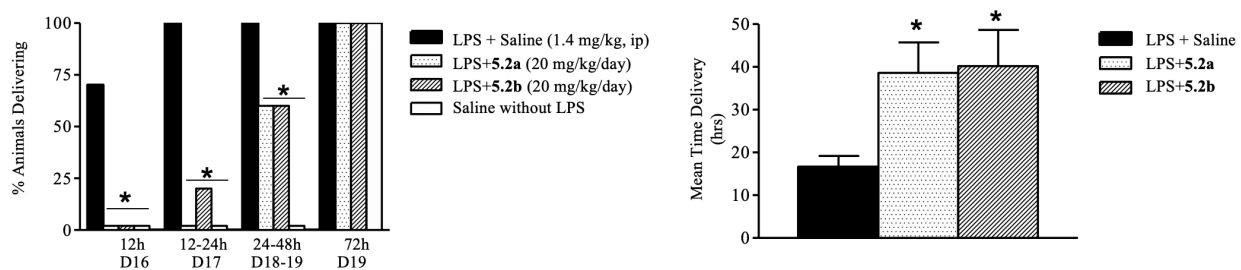 % Animals Delivering
100
75
50
25
0
*
*
*
12h
D16
12-24h
D17
24-48h
D18-19
72h
D19
LPS + Saline (1.4 mg/kg, ip)
LPS+5.2a (20 mg/kg/day)
LPS+5.2b (20 mg/kg/day)
Saline without LPS
Mean Time Delivery
(hrs)
50
40
30
20
10
0
*
*
LPS + Saline
LPS+5.2a
LPS+5.2b